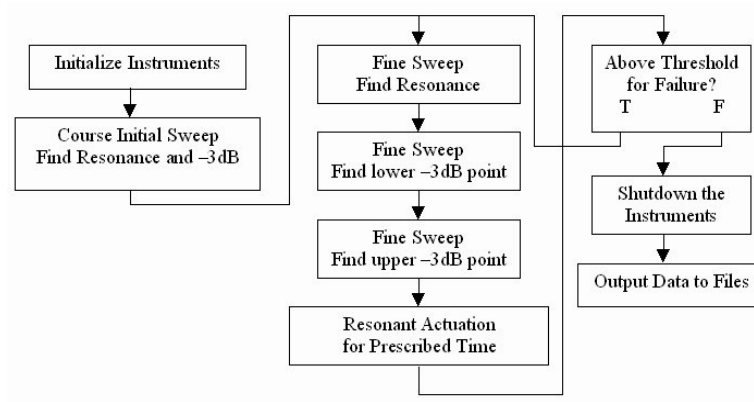 Initialize Instruments
Course Initial Sweep
Find Resonance and –3dB
Fine Sweep
Find Resonance
Fine Sweep
Find lower –3dB point
Fine Sweep
Find upper –3dB point
Resonant Actuation
for Prescribed Time
Above Threshold
for Failure?
T F
Shutdown the
Instruments
Output Data to Files